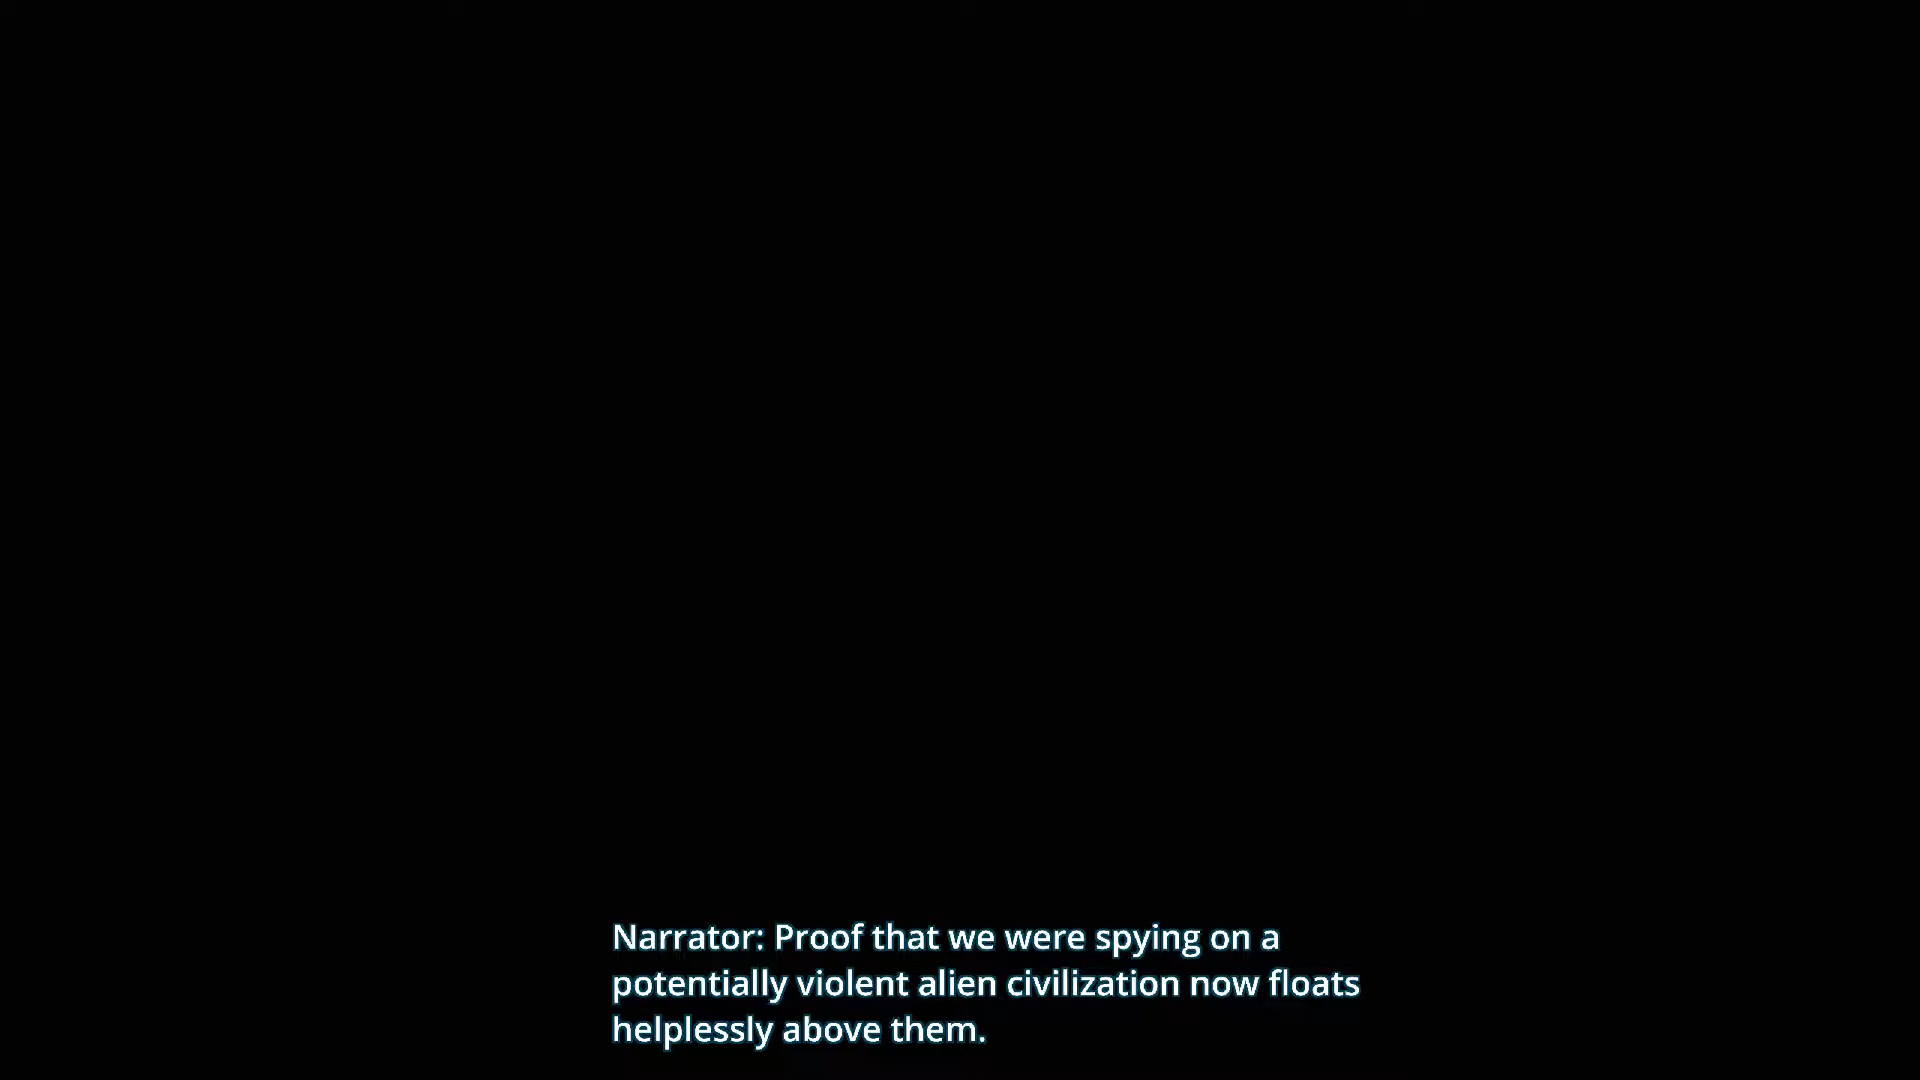 Narrator: Proof that we were spying on a
potentially violent alien civilization now floats
helplessly above them.